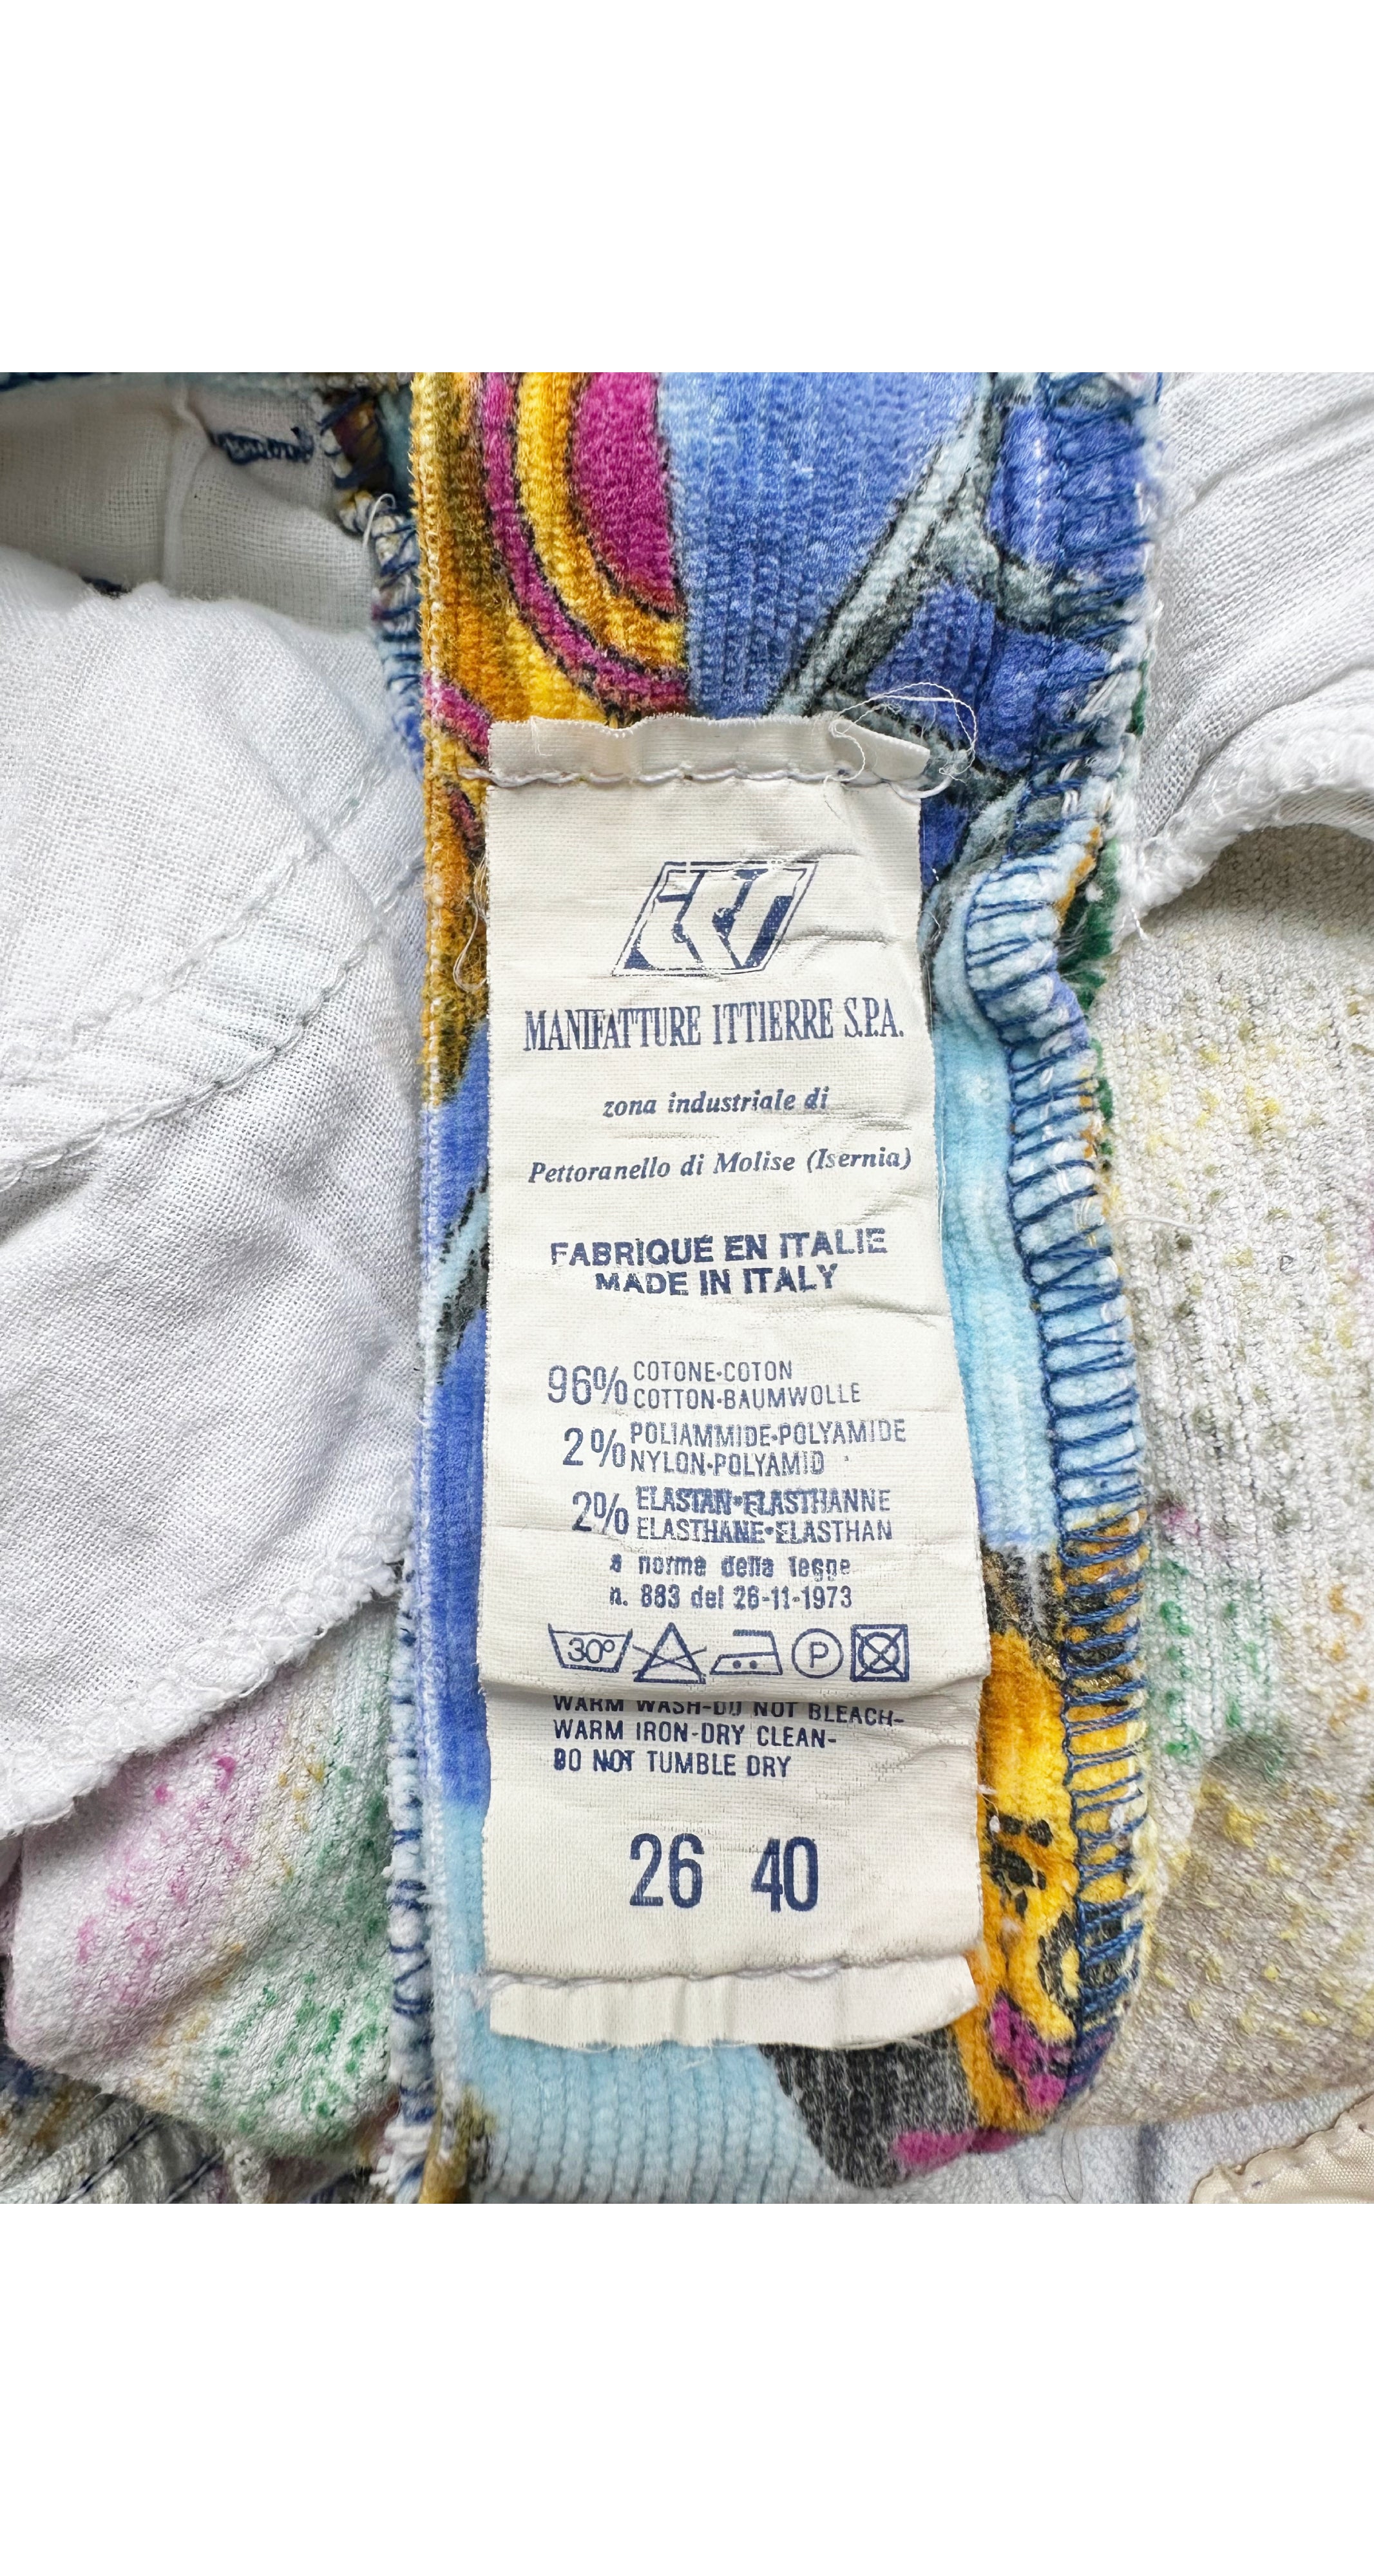 MANIFATTURE ITTIERRE S.P.A.
zona industriale di
Pettoranello di Molise (Isernia)
FABRIQUÉ EN ITALIE
MADE IN ITALY
96% COTONE•COTON
COTTON•BAUMWOLLE
2% POLIAMMIDE•POLYAMIDE
NYLON•POLYAMID
2% ELASTAN•ELASTHANNE
ELASTHANE•ELASTHAN
a norma della legge
n. 883 del 26-11-1973
30° P
WARM WASH-DO NOT BLEACH-
WARM IRON-DRY CLEAN-
DO NOT TUMBLE DRY
26 40